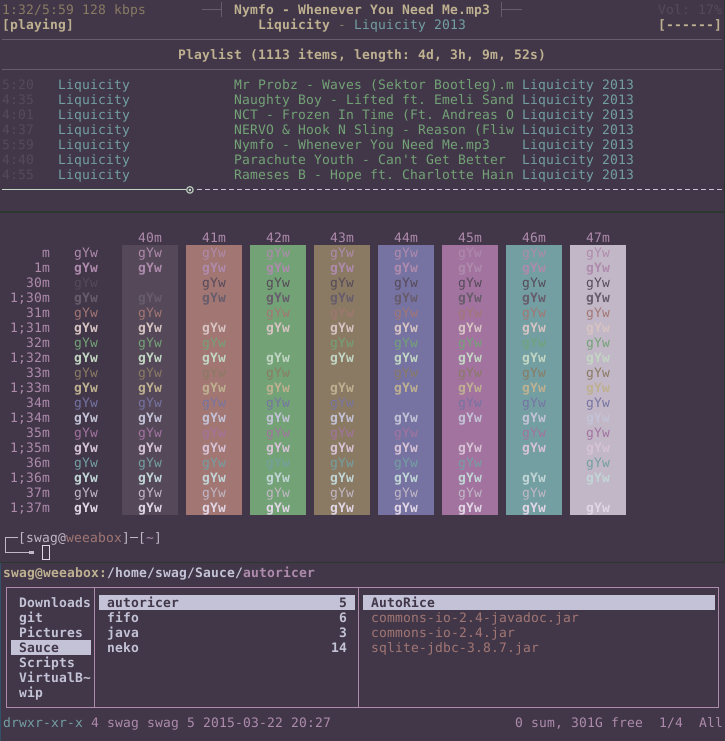 1:32/5:59 128 kbps ──┤ Nymfo - Whenever You Need Me.mp3 ├── Vol: 17%
[playing] Liquicity - Liquicity 2013 [------]
Playlist (1113 items, length: 4d, 3h, 9m, 52s)
5:20 Liquicity Mr Probz - Waves (Sektor Bootleg).m Liquicity 2013
4:35 Liquicity Naughty Boy - Lifted ft. Emeli Sand Liquicity 2013
4:01 Liquicity NCT - Frozen In Time (Ft. Andreas O Liquicity 2013
4:37 Liquicity NERVO & Hook N Sling - Reason (Fliw Liquicity 2013
5:59 Liquicity Nymfo - Whenever You Need Me.mp3 Liquicity 2013
4:40 Liquicity Parachute Youth - Can't Get Better Liquicity 2013
4:55 Liquicity Rameses B - Hope ft. Charlotte Hain Liquicity 2013
40m 41m 42m 43m 44m 45m 46m 47m
m gYw gYw gYw gYw gYw gYw gYw gYw gYw
1m gYw gYw gYw gYw gYw gYw gYw gYw gYw
30m gYw gYw gYw gYw gYw gYw gYw gYw
1;30m gYw gYw gYw gYw gYw gYw gYw gYw gYw
31m gYw gYw gYw gYw gYw gYw gYw gYw
1;31m gYw gYw gYw gYw gYw gYw gYw gYw gYw
32m gYw gYw gYw gYw gYw gYw gYw gYw
1;32m gYw gYw gYw gYw gYw gYw gYw gYw gYw
33m gYw gYw gYw gYw gYw gYw gYw gYw
1;33m gYw gYw gYw gYw gYw gYw gYw gYw gYw
34m gYw gYw gYw gYw gYw gYw gYw gYw
1;34m gYw gYw gYw gYw gYw gYw gYw gYw gYw
35m gYw gYw gYw gYw gYw gYw gYw gYw
1;35m gYw gYw gYw gYw gYw gYw gYw gYw gYw
36m gYw gYw gYw gYw gYw gYw gYw gYw
1;36m gYw gYw gYw gYw gYw gYw gYw gYw gYw
37m gYw gYw gYw gYw gYw gYw gYw gYw
1;37m gYw gYw gYw gYw gYw gYw gYw gYw gYw
┌─[swag@weeabox]─[~]
└──╼
swag@weeabox:/home/swag/Sauce/autoricer
Downloads autoricer 5 AutoRice
git fifo 6 commons-io-2.4-javadoc.jar
Pictures java 3 commons-io-2.4.jar
Sauce neko 14 sqlite-jdbc-3.8.7.jar
Scripts
VirtualB~
wip
drwxr-xr-x 4 swag swag 5 2015-03-22 20:27 0 sum, 301G free 1/4 All